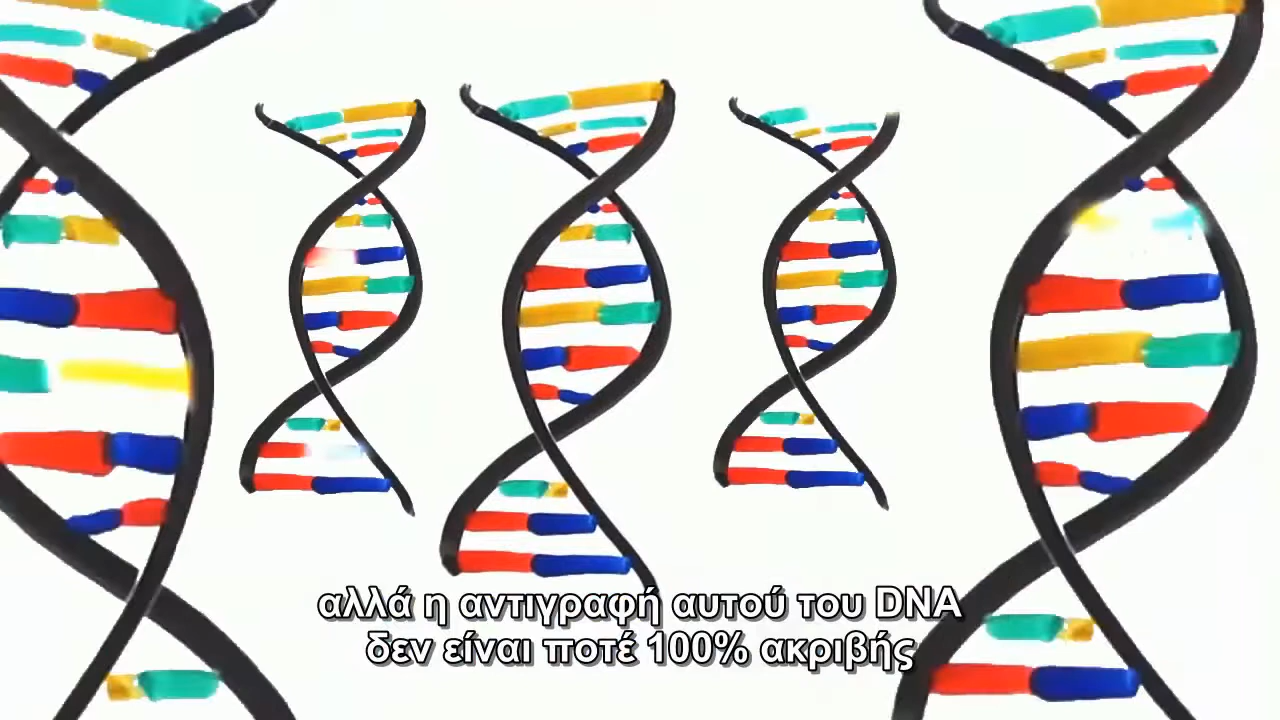 αλλά η αντιγραφή αυτού του DNA
δεν είναι ποτέ 100% ακριβής